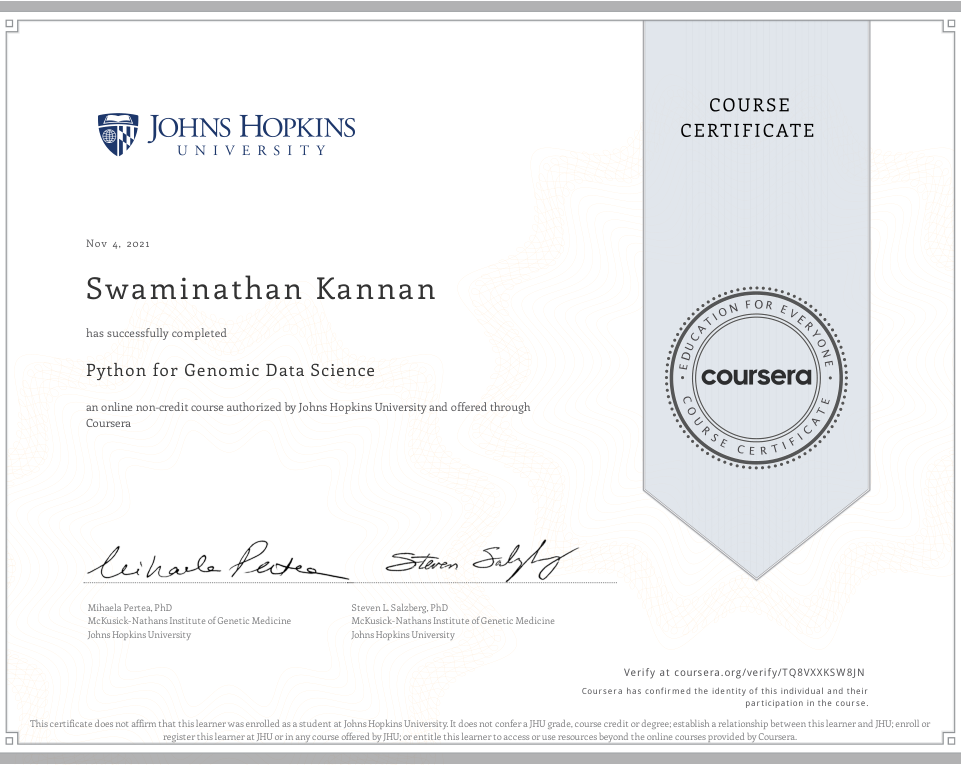 JOHNS HOPKINS
UNIVERSITY
COURSE
CERTIFICATE
Nov 4, 2021
Swaminathan Kannan
has successfully completed
Python for Genomic Data Science
an online non-credit course authorized by Johns Hopkins University and offered through
Coursera
EDUCATION FOR EVERYONE
coursera
COURSE CERTIFICATE
Mihaela Pertea
Steven Salzberg
Mihaela Pertea, PhD
McKusick-Nathans Institute of Genetic Medicine
Johns Hopkins University
Steven L. Salzberg, PhD
McKusick-Nathans Institute of Genetic Medicine
Johns Hopkins University
Verify at coursera.org/verify/TQ8VXXKSW8JN
Coursera has confirmed the identity of this individual and their
participation in the course.
This certificate does not affirm that this learner was enrolled as a student at Johns Hopkins University. It does not confer a JHU grade, course credit or degree; establish a relationship between this learner and JHU; enroll or
register this learner at JHU or in any course offered by JHU; or entitle this learner to access or use resources beyond the online courses provided by Coursera.